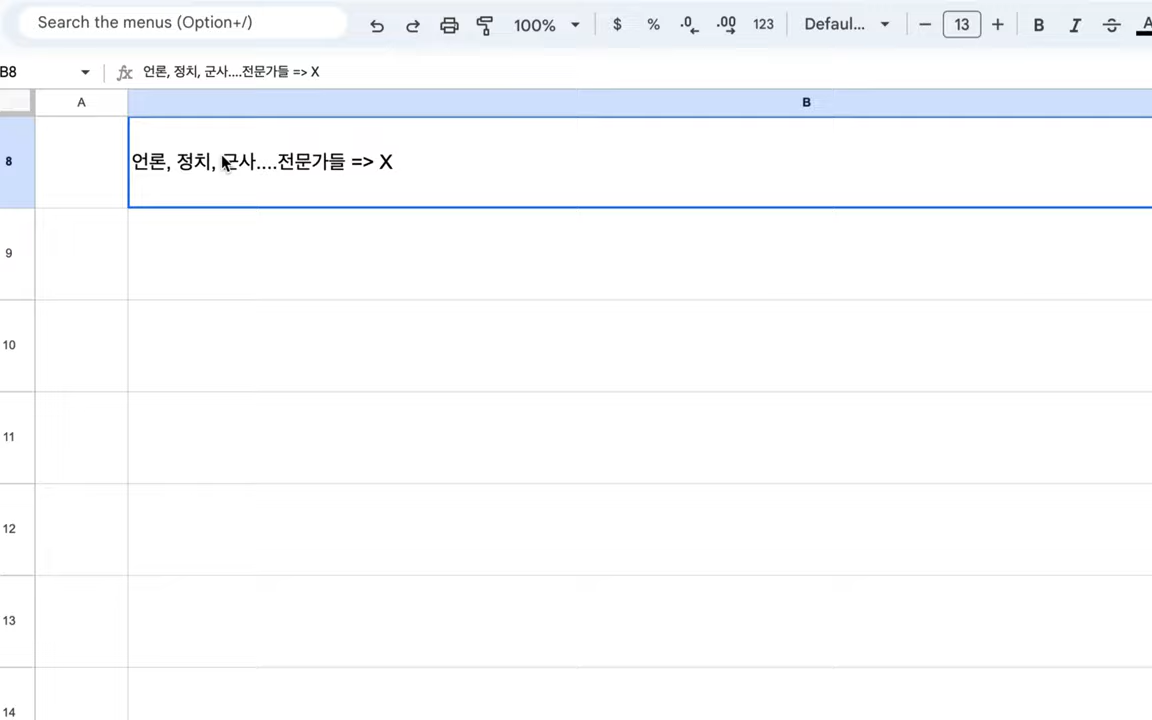 Search the menus (Option+/)
100%
$ % .0 .00 123
Defaul...
13
B I A
B8
fx 언론, 정치, 군사....전문가들 => X
A B
8 언론, 정치, 군사....전문가들 => X
9
10
11
12
13
14